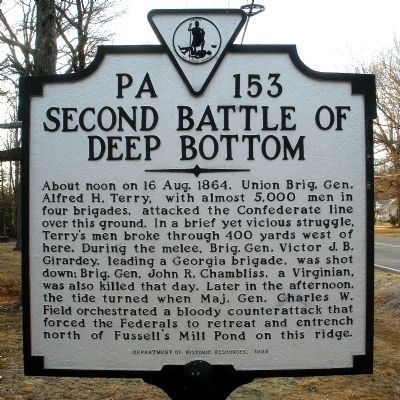 PA 153
SECOND BATTLE OF
DEEP BOTTOM
About noon on 16 Aug. 1864, Union Brig. Gen.
Alfred H. Terry, with almost 5,000 men in
four brigades, attacked the Confederate line
over this ground. In a brief yet vicious struggle,
Terry's men broke through 400 yards west of
here. During the melee, Brig. Gen. Victor J. B.
Girardey, leading a Georgia brigade, was shot
down; Brig. Gen. John R. Chambliss, a Virginian,
was also killed that day. Later in the afternoon,
the tide turned when Maj. Gen. Charles W.
Field orchestrated a bloody counterattack that
forced the Federals to retreat and entrench
north of Fussell's Mill Pond on this ridge.
DEPARTMENT OF HISTORIC RESOURCES,